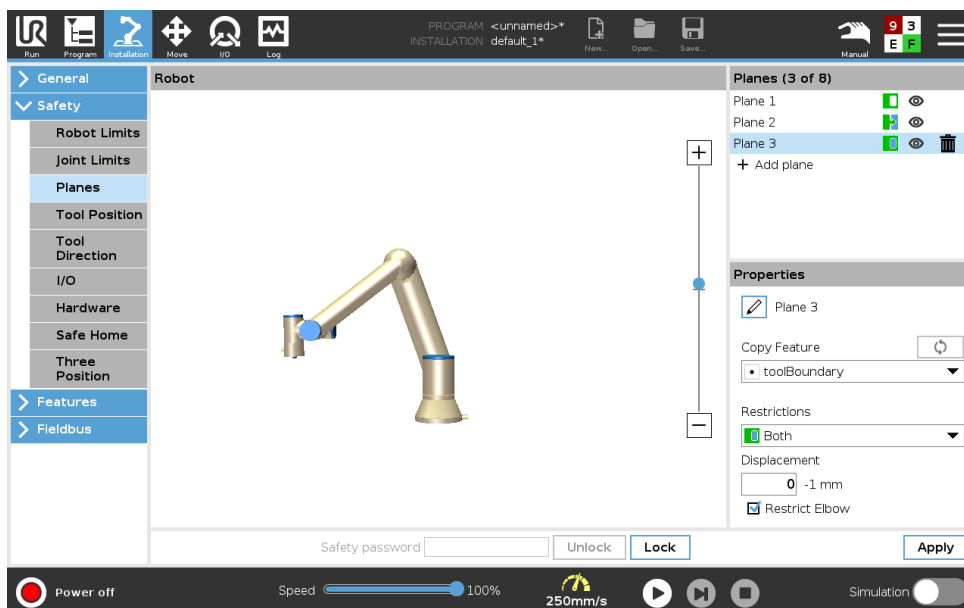 UR
PROGRAM <unnamed>*
INSTALLATION default_1*
Run
Program
Installation
Move
I/O
Log
New...
Open...
Save...
Manual
9 3
E F
General
Safety
Robot Limits
Joint Limits
Planes
Tool Position
Tool
Direction
I/O
Hardware
Safe Home
Three
Position
Features
Fieldbus
Robot
Planes (3 of 8)
Plane 1
Plane 2
Plane 3
+ Add plane
Properties
Plane 3
Copy Feature
toolBoundary
Restrictions
Both
Displacement
0 -1 mm
Restrict Elbow
Safety password
Unlock
Lock
Apply
Power off
Speed
100%
250mm/s
Simulation